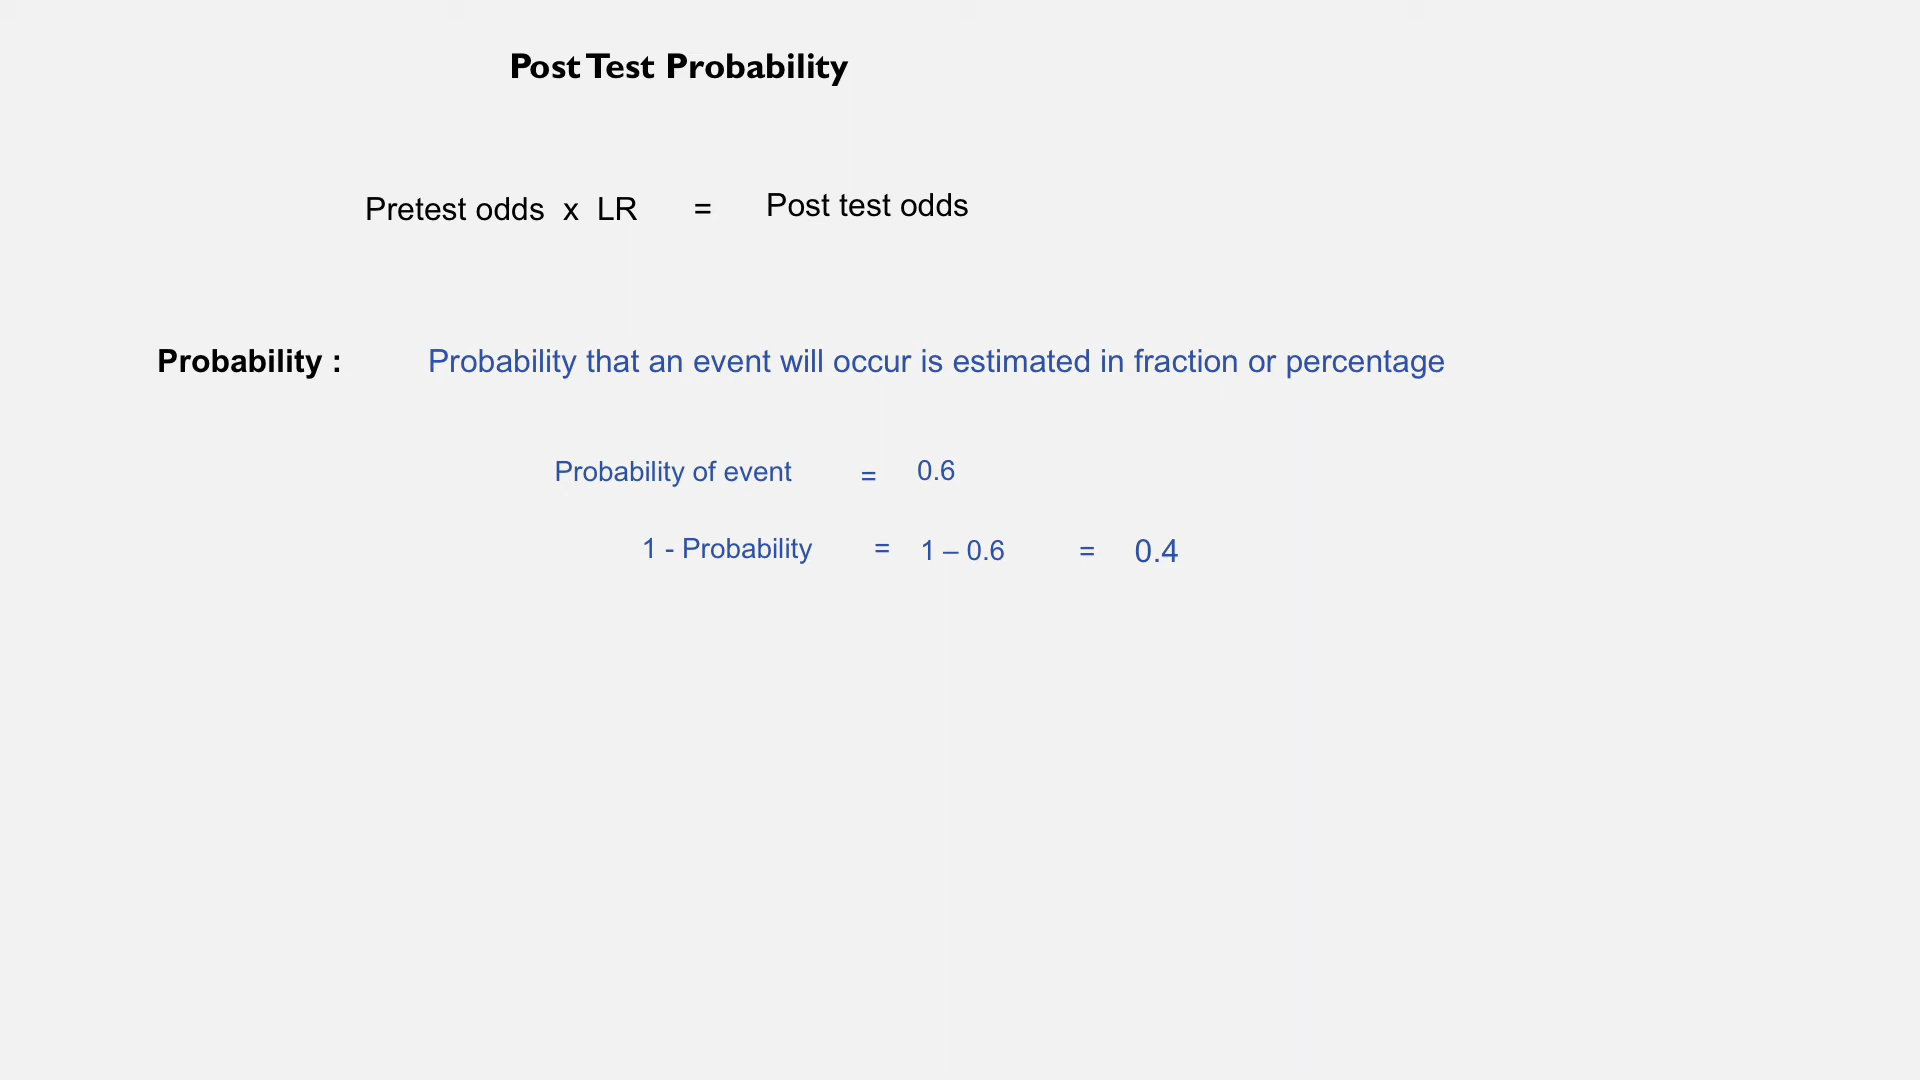 Post Test Probability
Pretest odds x LR = Post test odds
Probability : Probability that an event will occur is estimated in fraction or percentage
Probability of event = 0.6
1 - Probability = 1 – 0.6 = 0.4